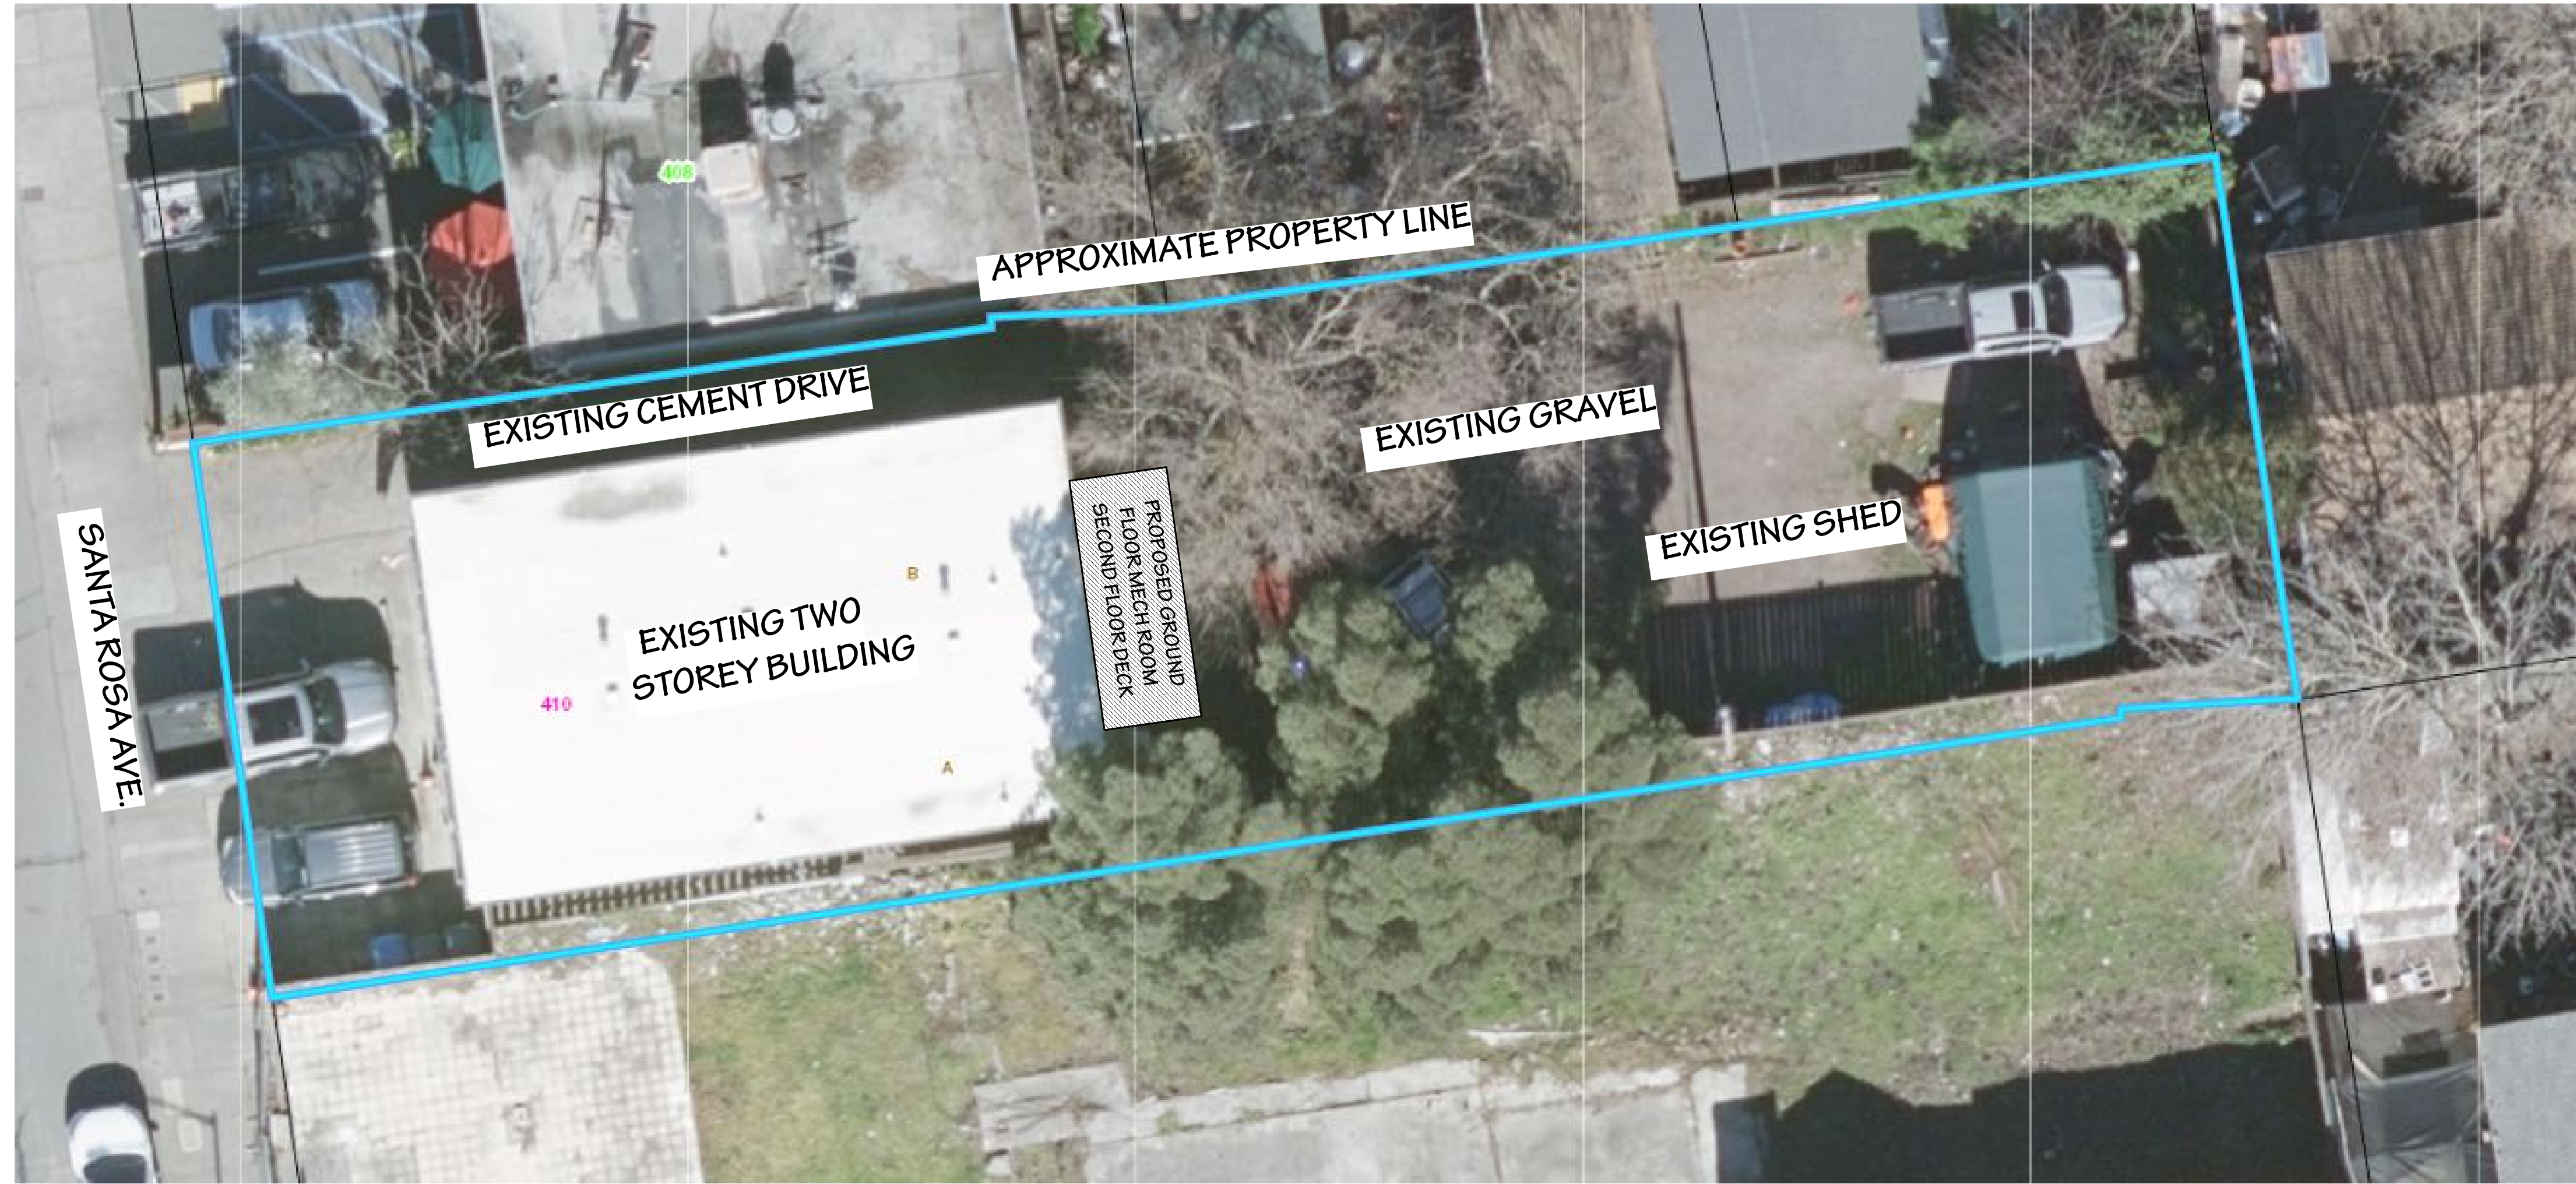 408
APPROXIMATE PROPERTY LINE
EXISTING CEMENT DRIVE
EXISTING GRAVEL
EXISTING SHED
SANTA ROSA AVE.
B
EXISTING TWO
STOREY BUILDING
410
A
PROPOSED GROUND
FLOOR MECH ROOM
SECOND FLOOR DECK